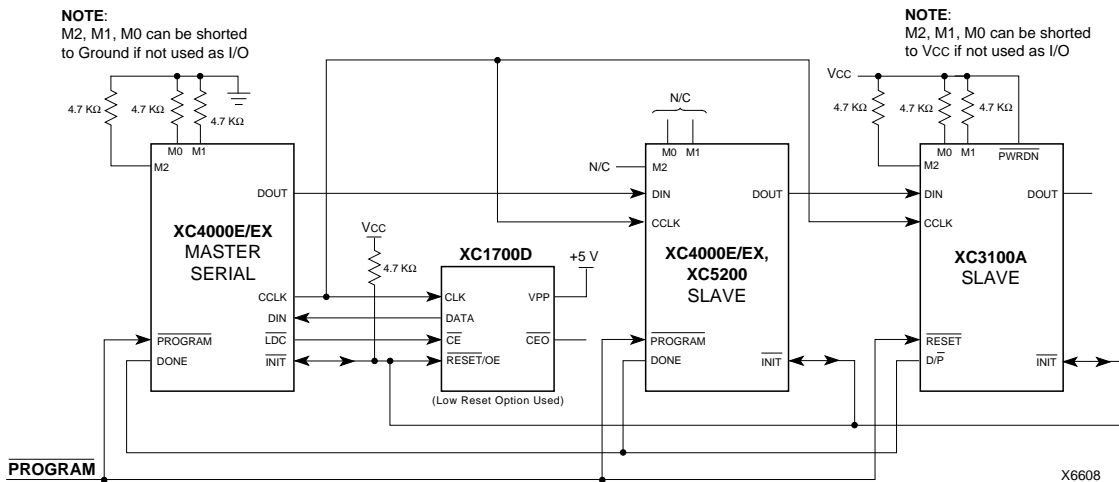 NOTE:
M2, M1, M0 can be shorted
to Ground if not used as I/O
NOTE:
M2, M1, M0 can be shorted
to VCC if not used as I/O
4.7 KΩ
4.7 KΩ
4.7 KΩ
M0 M1
M2
DOUT
XC4000E/EX
MASTER
SERIAL
CCLK
DIN
LDC
INIT
PROGRAM
DONE
VCC
4.7 KΩ
XC1700D
+5 V
CLK
VPP
DATA
CE
CEO
RESET/OE
(Low Reset Option Used)
N/C
M0 M1
N/C
M2
DIN
DOUT
CCLK
XC4000E/EX,
XC5200
SLAVE
PROGRAM
DONE
INIT
VCC
4.7 KΩ
4.7 KΩ
4.7 KΩ
M0 M1
PWRDN
M2
DIN
DOUT
CCLK
XC3100A
SLAVE
RESET
D/P
INIT
PROGRAM
X6608